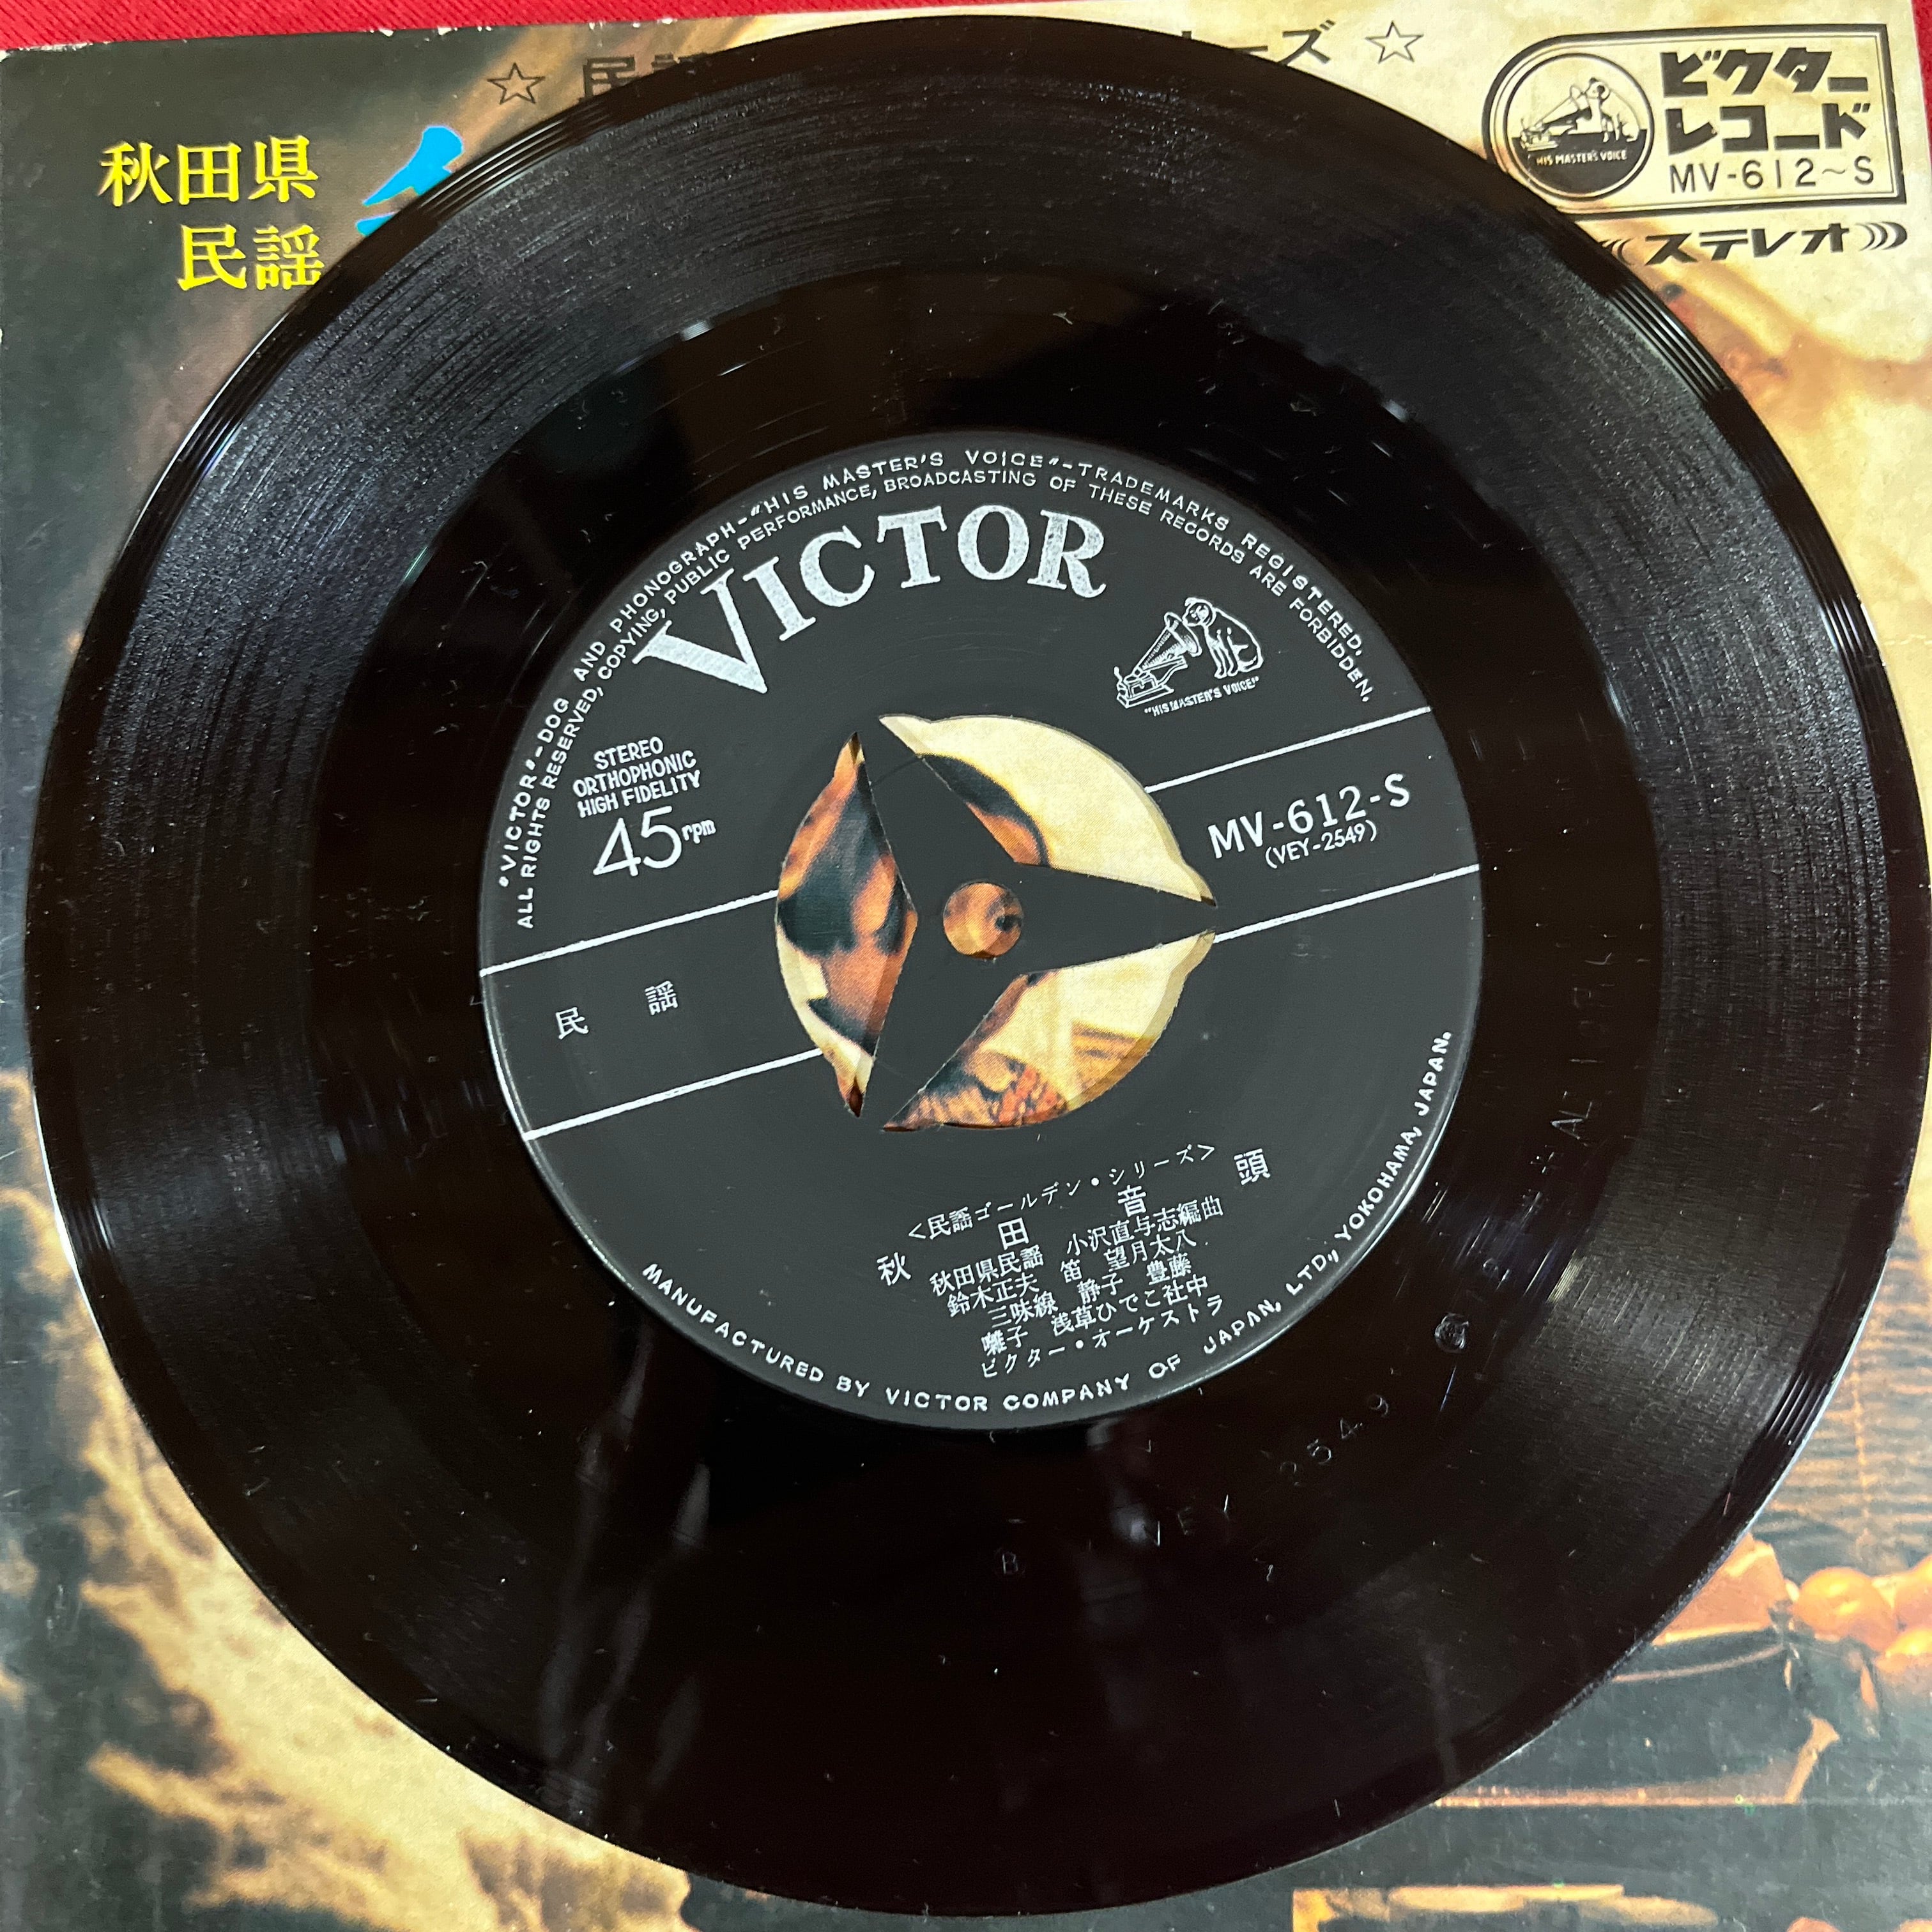 秋田県
民謡
☆ 民謡
ーズ ☆
ビクター
レコード
MV-612~S
HIS MASTER'S VOICE
ステレオ
"VICTOR"-DOG AND PHONOGRAPH-"HIS MASTER'S VOICE"-TRADEMARKS REGISTERED.
ALL RIGHTS RESERVED, COPYING, PUBLIC PERFORMANCE, BROADCASTING OF THESE RECORDS ARE FORBIDDEN.
VICTOR
"HIS MASTER'S VOICE"
STEREO
ORTHOPHONIC
HIGH FIDELITY
45 rpm
MV-612-S
(VEY-2549)
民謡
<民謡ゴールデン・シリーズ>
秋田音頭
秋田県民謡 小沢直与志編曲
鈴木正夫 笛 望月太八
三味線 静子 豊藤
囃子 浅草ひでこ社中
ビクター・オーケストラ
MANUFACTURED BY VICTOR COMPANY OF JAPAN, LTD., YOKOHAMA, JAPAN.
VEY 2549
B